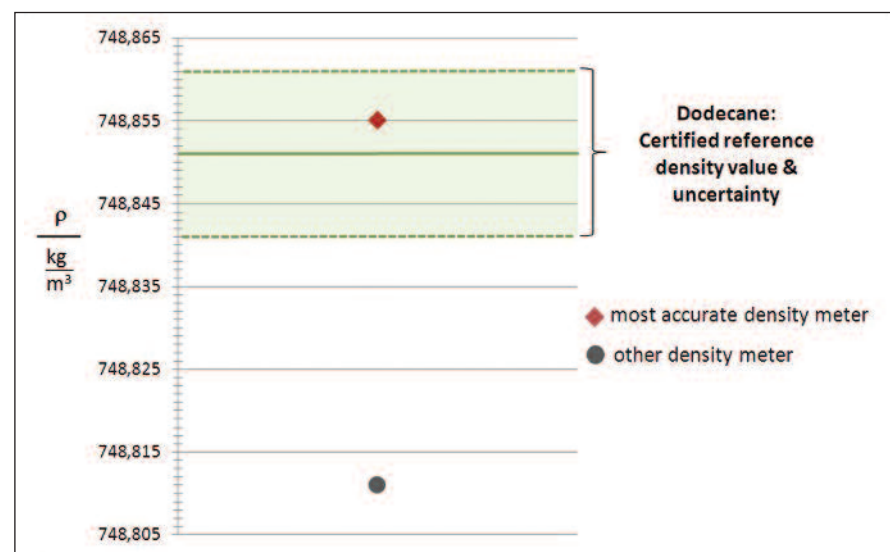 748,865
748,855
748,845
748,835
748,825
748,815
748,805
ρ
kg
m³
Dodecane:
Certified reference
density value &
uncertainty
most accurate density meter
other density meter